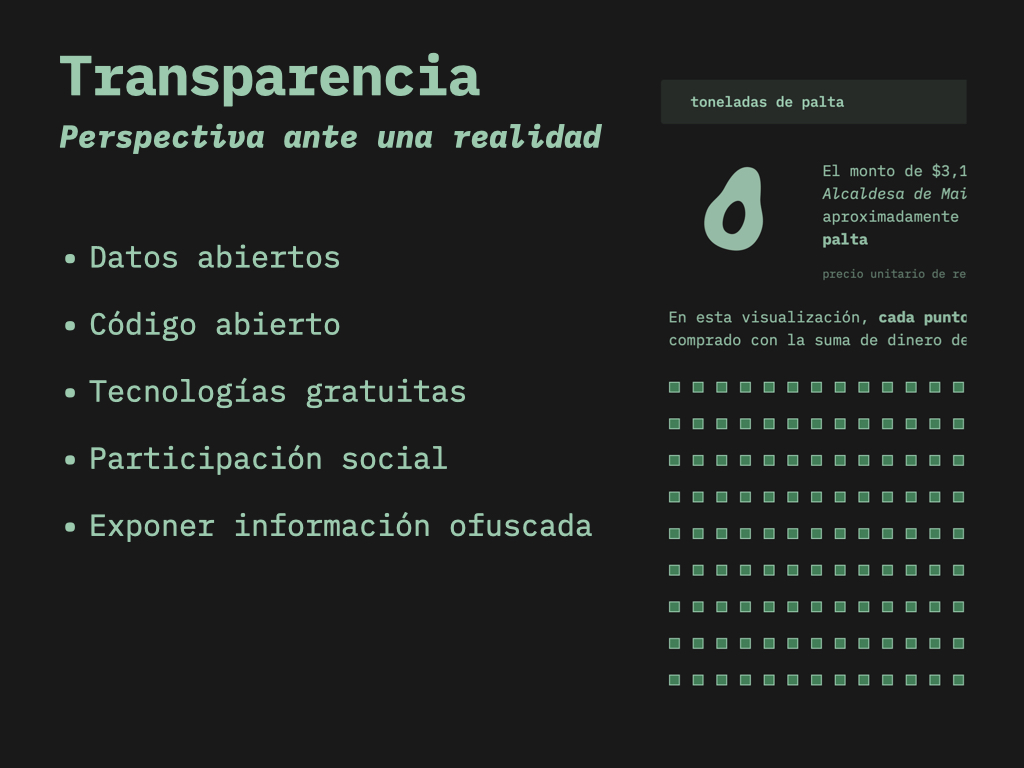 Transparencia
Perspectiva ante una realidad
• Datos abiertos
• Código abierto
• Tecnologías gratuitas
• Participación social
• Exponer información ofuscada
toneladas de palta
El monto de $3,1
Alcaldesa de Mai
aproximadamente
palta
precio unitario de re
En esta visualización, cada punto
comprado con la suma de dinero de